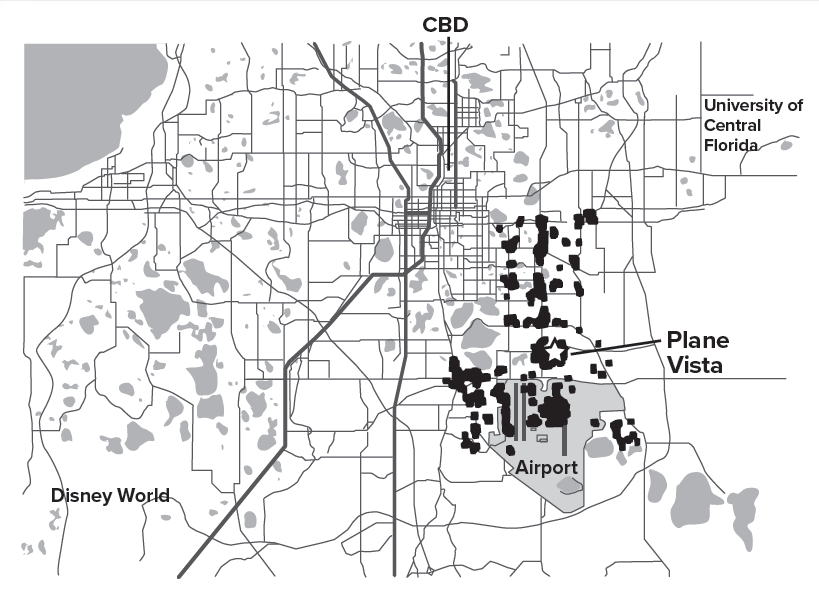 CBD
University of
Central
Florida
Plane
Vista
Airport
Disney World